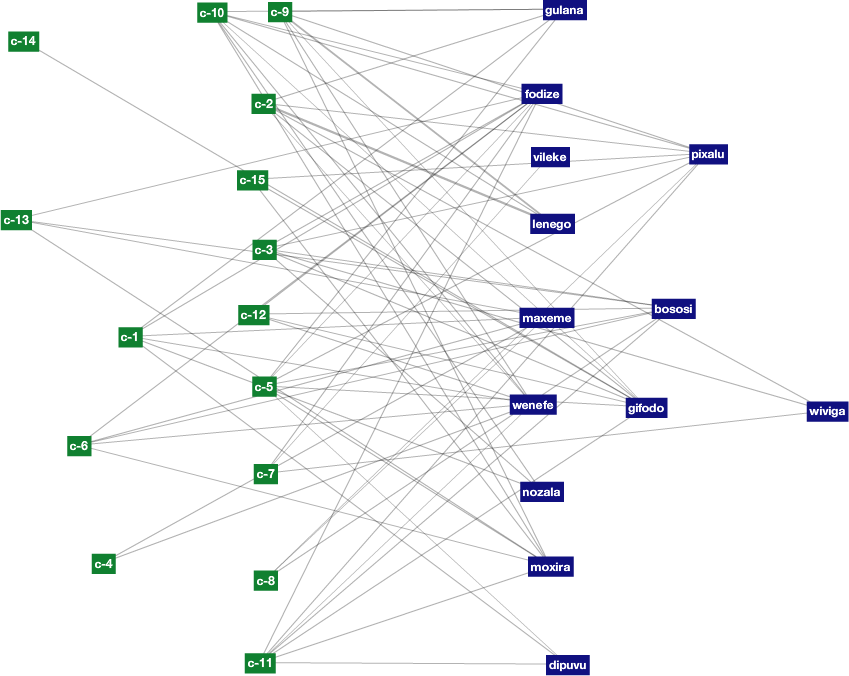 c-10
c-9
gulana
c-14
fodize
c-2
vileke
pixalu
c-15
c-13
lenego
c-3
bososi
c-12
maxeme
c-1
c-5
wenefe
gifodo
wiviga
c-6
c-7
nozala
c-4
moxira
c-8
c-11
dipuvu